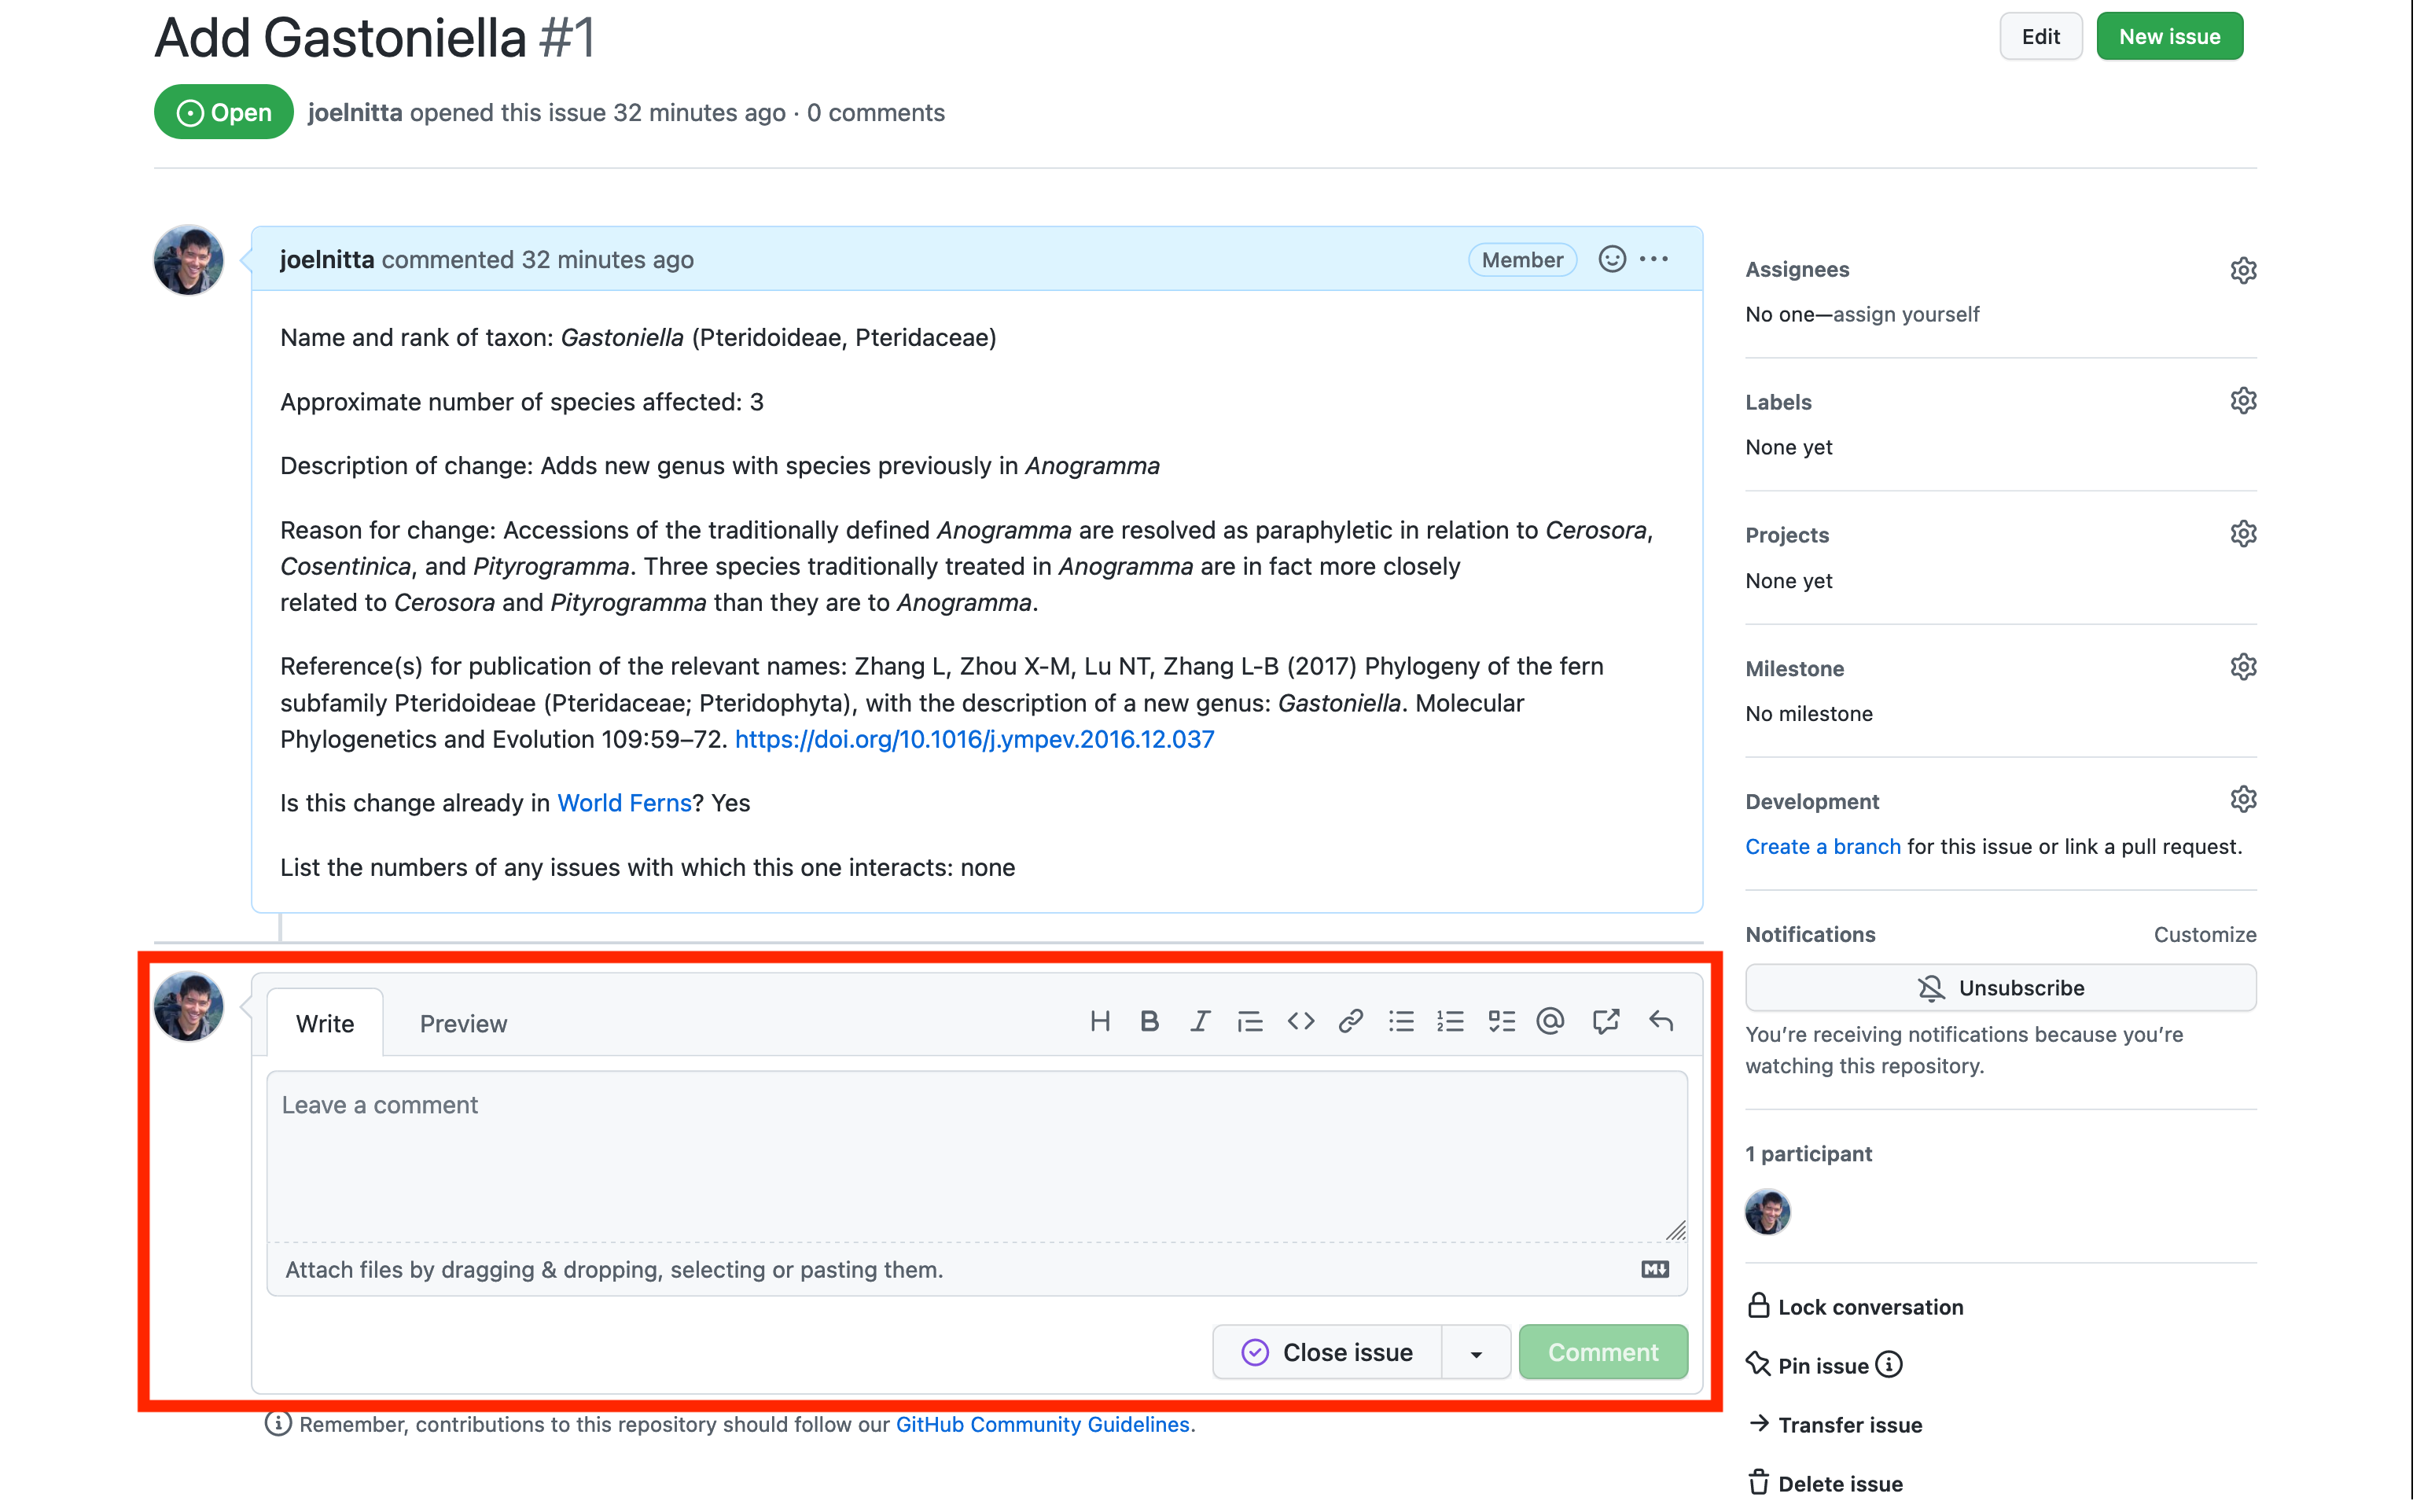 Add Gastoniella #1
Edit
New issue
Open
joelnitta opened this issue 32 minutes ago · 0 comments
joelnitta commented 32 minutes ago
Member
Name and rank of taxon: Gastoniella (Pteridoideae, Pteridaceae)
Approximate number of species affected: 3
Description of change: Adds new genus with species previously in Anogramma
Reason for change: Accessions of the traditionally defined Anogramma are resolved as paraphyletic in relation to Cerosora,
Cosentinica, and Pityrogramma. Three species traditionally treated in Anogramma are in fact more closely
related to Cerosora and Pityrogramma than they are to Anogramma.
Reference(s) for publication of the relevant names: Zhang L, Zhou X-M, Lu NT, Zhang L-B (2017) Phylogeny of the fern
subfamily Pteridoideae (Pteridaceae; Pteridophyta), with the description of a new genus: Gastoniella. Molecular
Phylogenetics and Evolution 109:59–72. https://doi.org/10.1016/j.ympev.2016.12.037
Is this change already in World Ferns? Yes
List the numbers of any issues with which this one interacts: none
Write
Preview
Leave a comment
Attach files by dragging & dropping, selecting or pasting them.
Close issue
Comment
Remember, contributions to this repository should follow our GitHub Community Guidelines.
Assignees
No one—assign yourself
Labels
None yet
Projects
None yet
Milestone
No milestone
Development
Create a branch for this issue or link a pull request.
Notifications
Customize
Unsubscribe
You’re receiving notifications because you’re
watching this repository.
1 participant
Lock conversation
Pin issue
Transfer issue
Delete issue